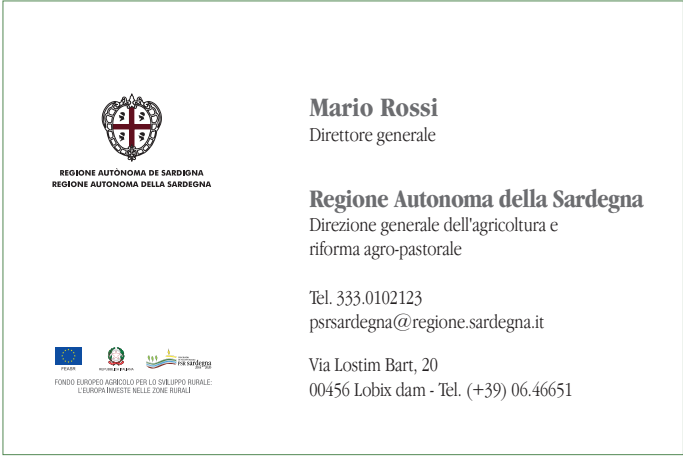 REGIONE AUTÒNOMA DE SARDIGNA
REGIONE AUTONOMA DELLA SARDEGNA
Mario Rossi
Direttore generale
Regione Autonoma della Sardegna
Direzione generale dell'agricoltura e
riforma agro-pastorale
Tel. 333.0102123
psrsardegna@regione.sardegna.it
Via Lostim Bart, 20
00456 Lobix dam - Tel. (+39) 06.46651
FEASR
REPUBBLICA ITALIANA
PSR sardegna
FONDO EUROPEO AGRICOLO PER LO SVILUPPO RURALE:
L'EUROPA INVESTE NELLE ZONE RURALI